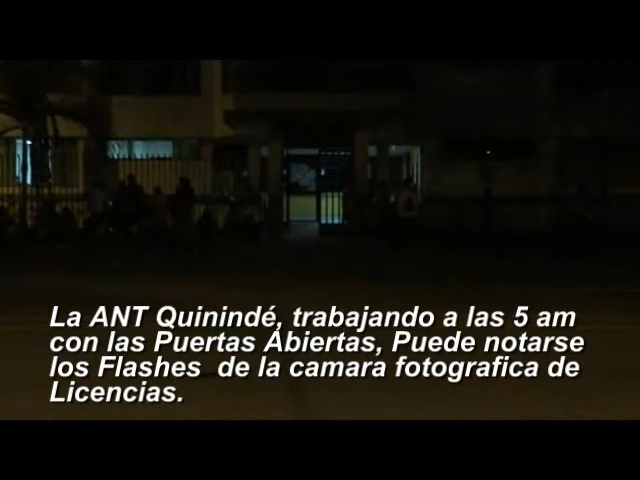 La ANT Quinindé, trabajando a las 5 am
con las Puertas Abiertas, Puede notarse
los Flashes  de la camara fotografica de
Licencias.